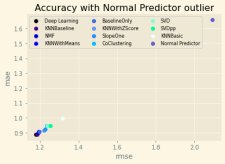 Accuracy with Normal Predictor outlier
Deep Learning
KNNBaseline
NMF
KNNWithMeans
BaselineOnly
KNNWithZScore
SlopeOne
CoClustering
SVD
SVDpp
KNNBasic
Normal Predictor
mae
1.6
1.5
1.4
1.3
1.2
1.1
1.0
0.9
1.2
1.4
1.6
1.8
2.0
rmse